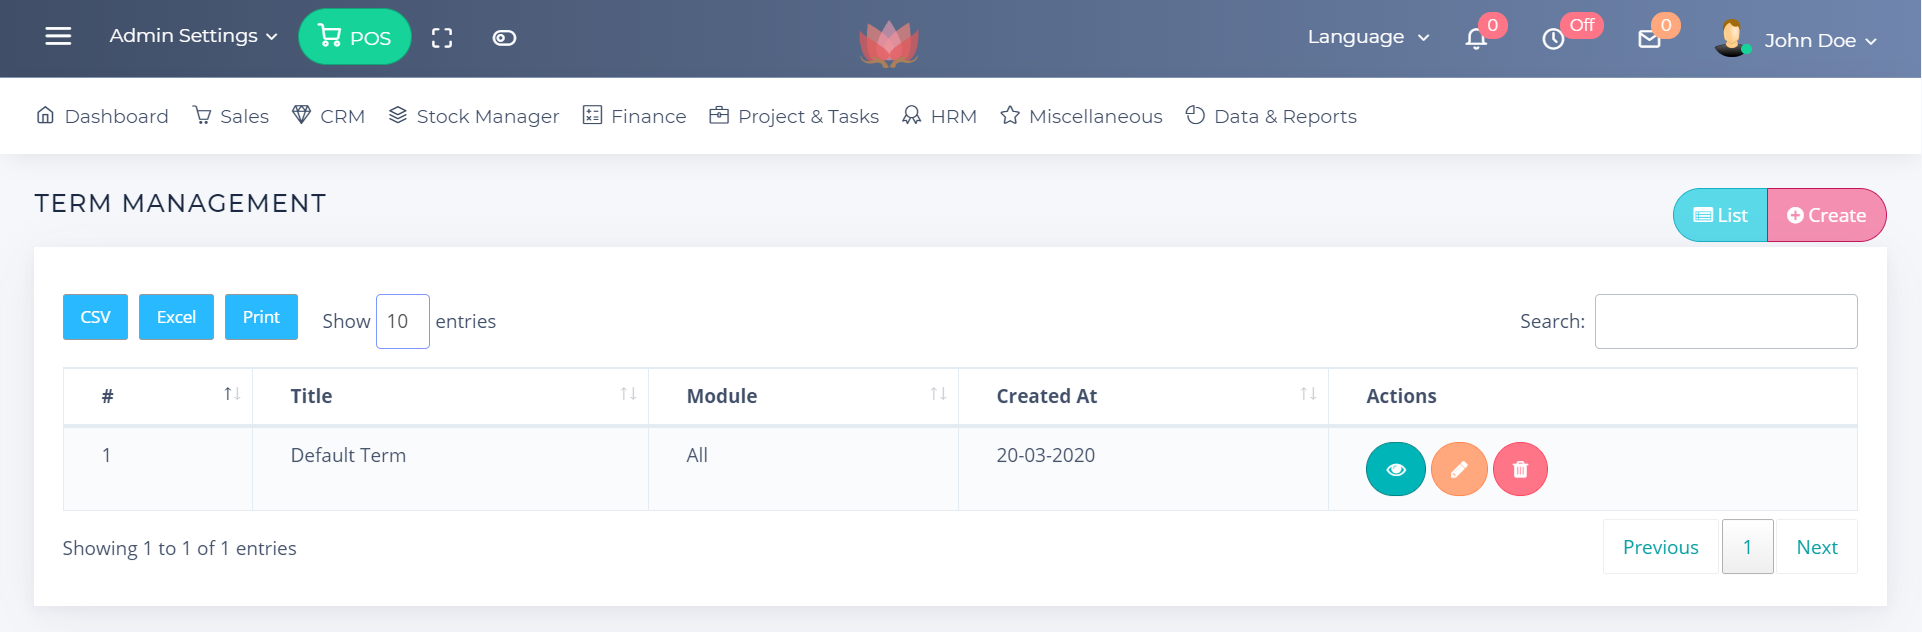 Admin Settings POS Language 0 Off 0 John Doe
Dashboard Sales CRM Stock Manager Finance Project & Tasks HRM Miscellaneous Data & Reports
TERM MANAGEMENT
List Create
CSV Excel Print Show 10 entries Search:
# Title Module Created At Actions
1 Default Term All 20-03-2020
Showing 1 to 1 of 1 entries
Previous 1 Next